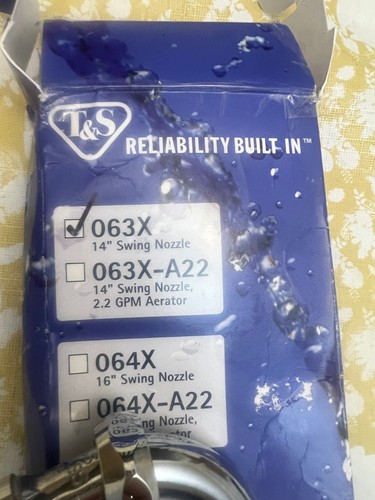 T&S
RELIABILITY BUILT IN™
063X
14" Swing Nozzle
063X-A22
14" Swing Nozzle,
2.2 GPM Aerator
064X
16" Swing Nozzle
064X-A22
Nozzle,